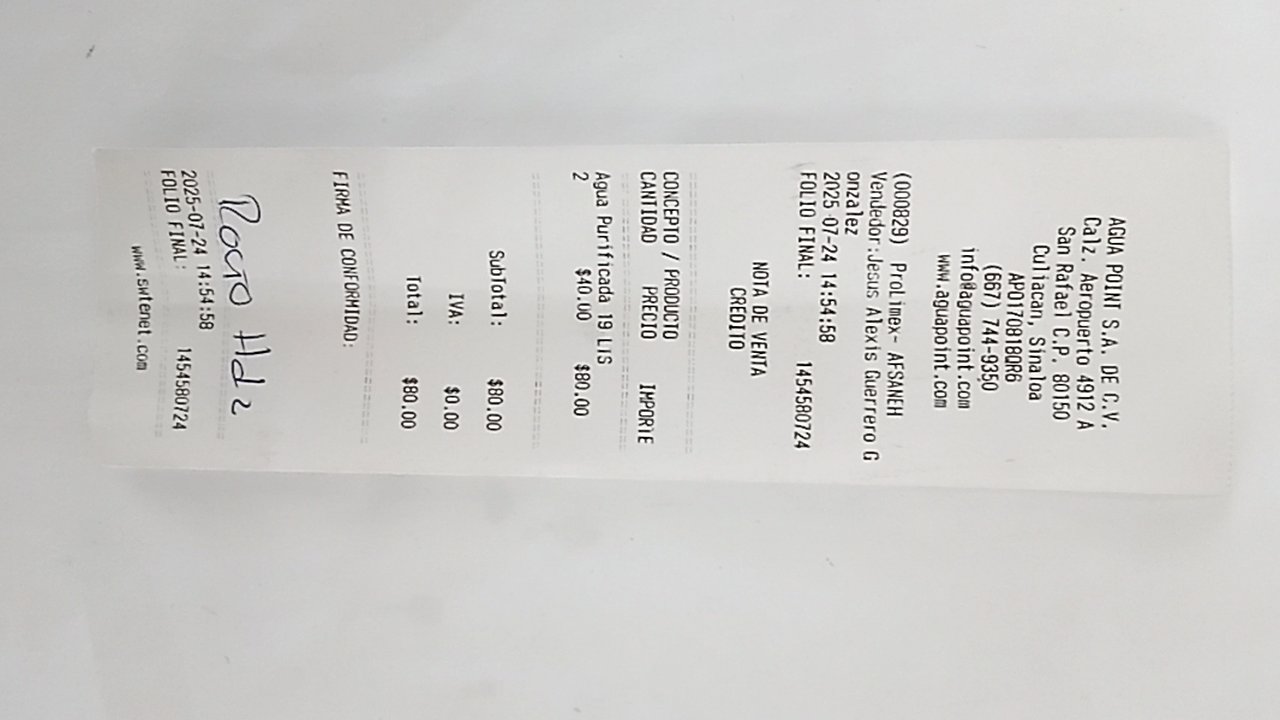 AGUA POINT S.A. DE C.V.
Calz. Aeropuerto 4912 A
San Rafael C.P. 80150
Culiacan, Sinaloa
APO170818QR6
(667) 744-9350
info@aguapoint.com
www.aguapoint.com
(000829) ProLimex- AFSANEH
Vendedor:Jesus Alexis Guerrero G
onzalez
2025-07-24 14:54:58
FOLIO FINAL: 1454580724
NOTA DE VENTA
CREDITO
CONCEPTO / PRODUCTO
CANTIDAD PRECIO IMPORTE
Agua Purificada 19 LTS
2 $40.00 $80.00
SubTotal: $80.00
IVA: $0.00
Total: $80.00
FIRMA DE CONFORMIDAD:
Rocio Hdz
2025-07-24 14:54:58
FOLIO FINAL: 1454580724
www.swtenet.com